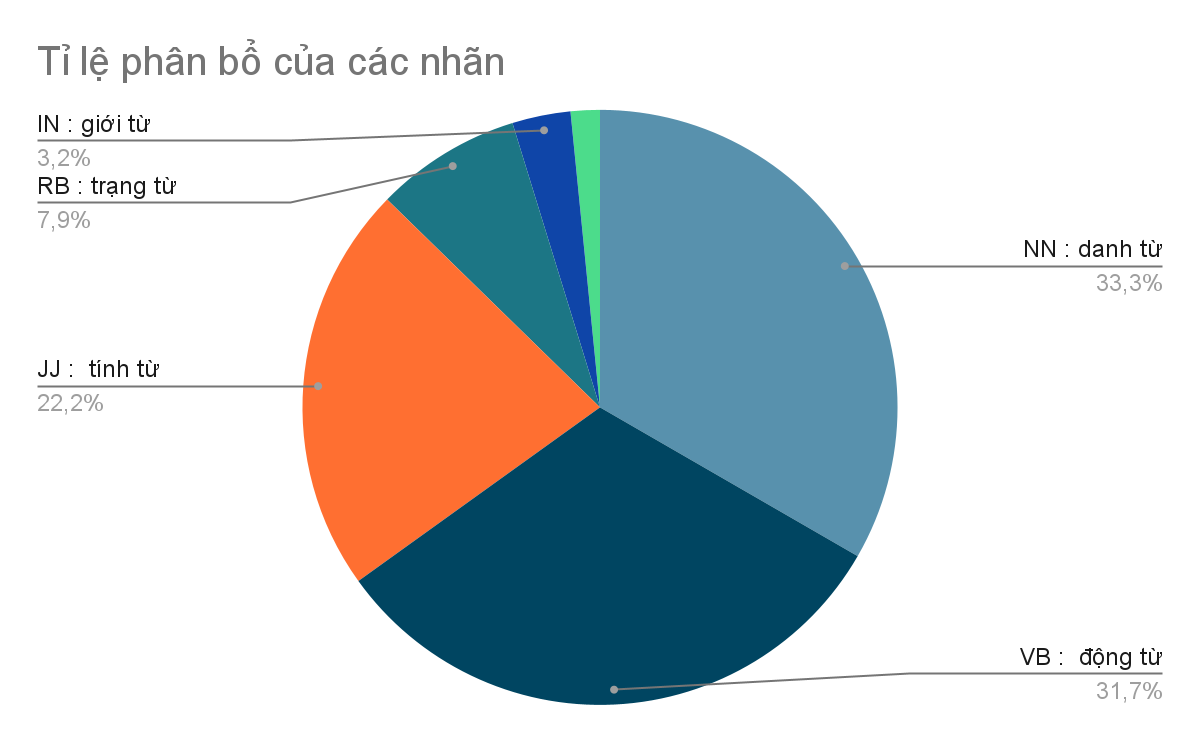 Tỉ lệ phân bổ của các nhãn
IN : giới từ
3,2%
RB : trạng từ
7,9%
JJ :  tính từ
22,2%
NN : danh từ
33,3%
VB :  động từ
31,7%